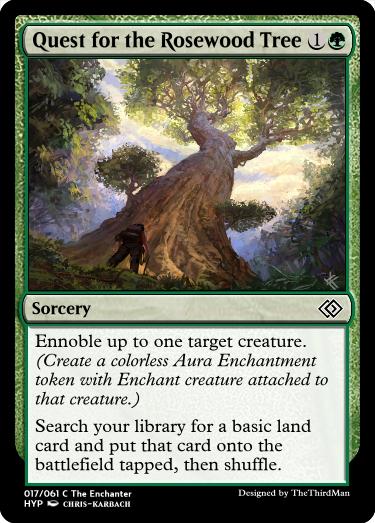 Quest for the Rosewood Tree 1
Sorcery
Ennoble up to one target creature.
(Create a colorless Aura Enchantment
token with Enchant creature attached to
that creature.)
Search your library for a basic land
card and put that card onto the
battlefield tapped, then shuffle.
017/061 C The Enchanter
Designed by TheThirdMan
HYP CHRIS-KARBACH